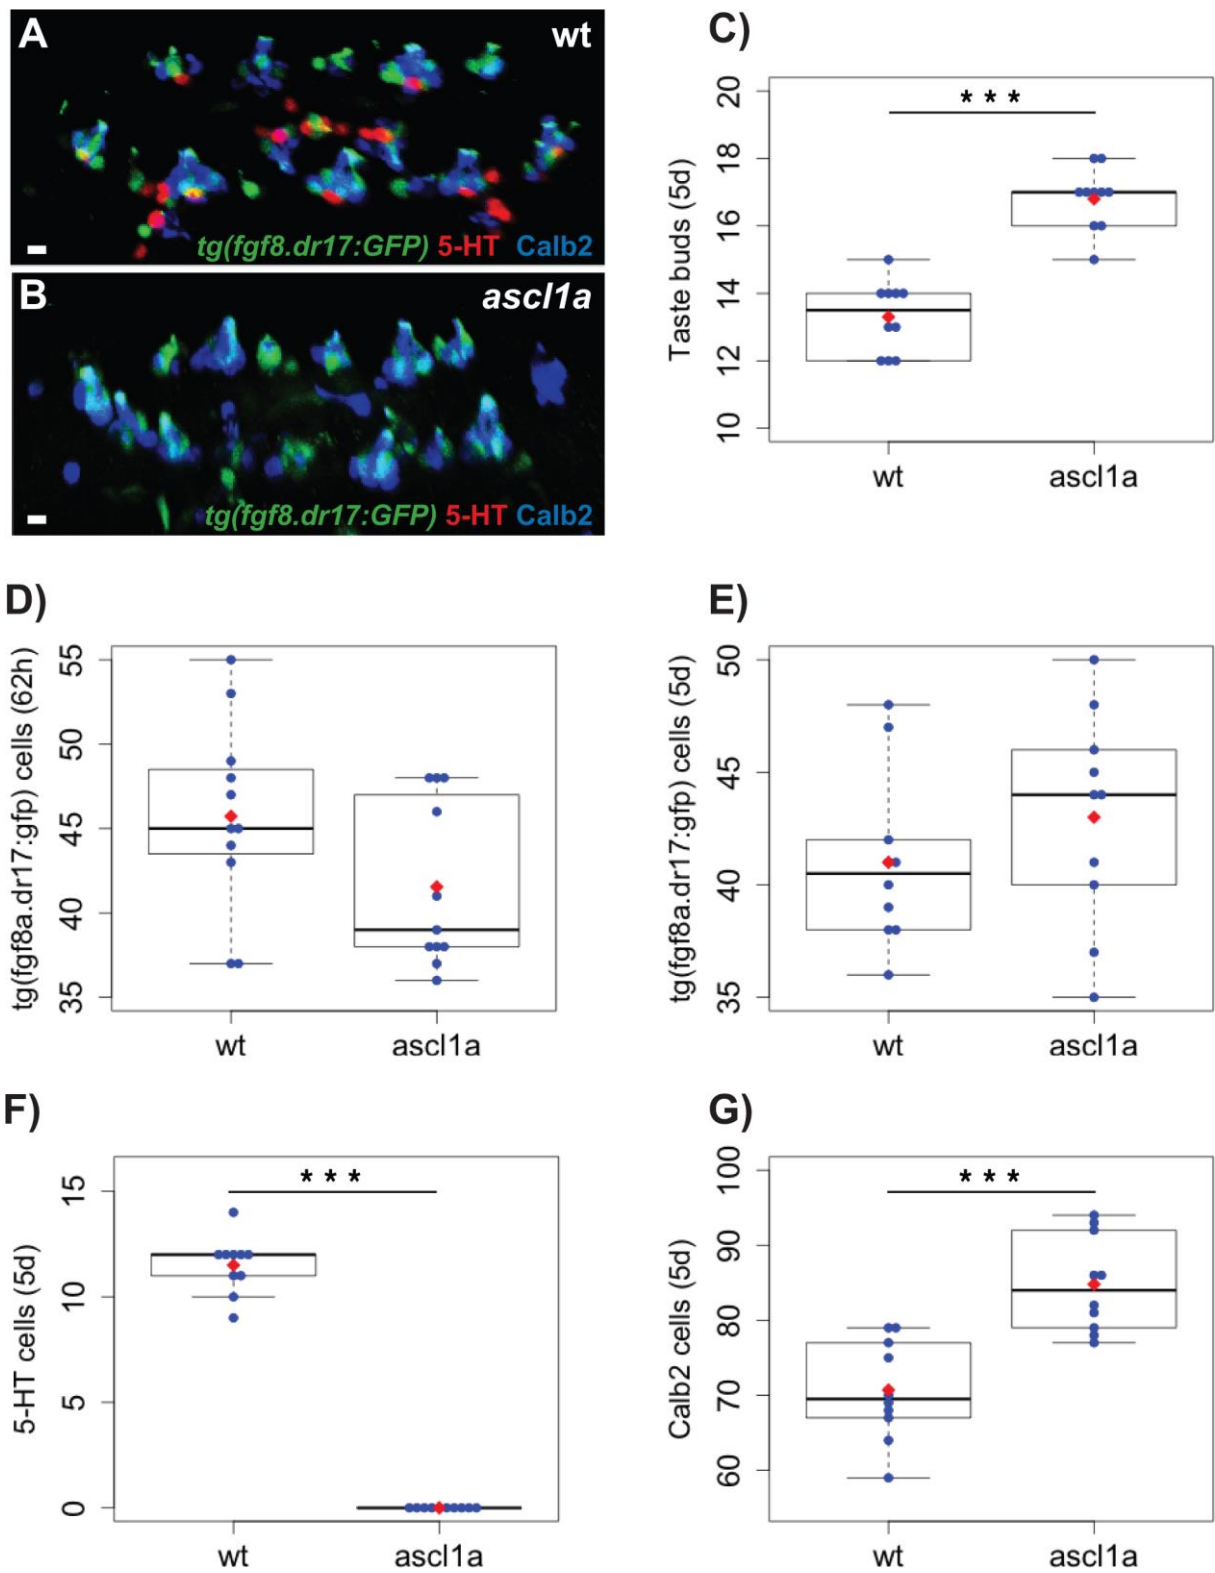 A wt
tg(fgf8.dr17:GFP) 5-HT Calb2
B ascl1a
tg(fgf8.dr17:GFP) 5-HT Calb2
C)
* * *
Taste buds (5d)
20
18
16
14
12
10
wt ascl1a
D)
tg(fgf8a.dr17:gfp) cells (62h)
55
50
45
40
35
wt ascl1a
E)
tg(fgf8a.dr17:gfp) cells (5d)
50
45
40
35
wt ascl1a
F)
* * *
5-HT cells (5d)
15
10
5
0
wt ascl1a
G)
* * *
Calb2 cells (5d)
100
90
80
70
60
wt ascl1a